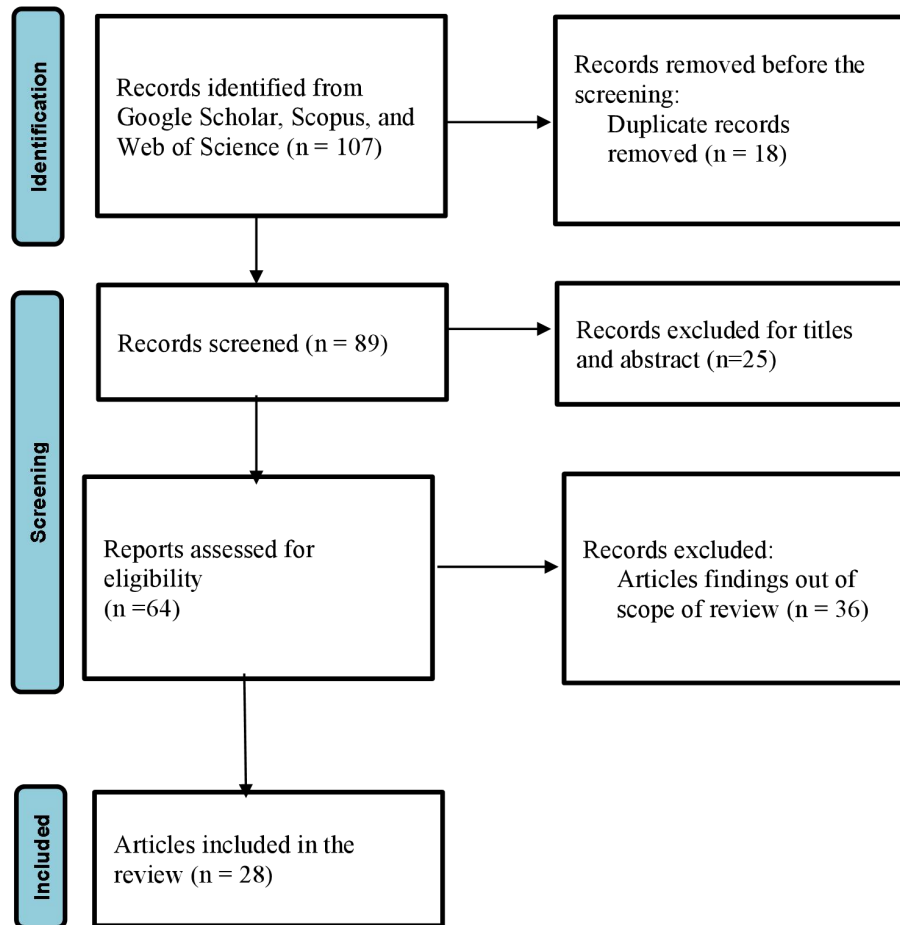 Identification
Records identified from
Google Scholar, Scopus, and
Web of Science (n = 107)
Records removed before the
screening:
Duplicate records
removed (n = 18)
Screening
Records screened (n = 89)
Records excluded for titles
and abstract (n=25)
Reports assessed for
eligibility
(n =64)
Records excluded:
Articles findings out of
scope of review (n = 36)
Included
Articles included in the
review (n = 28)